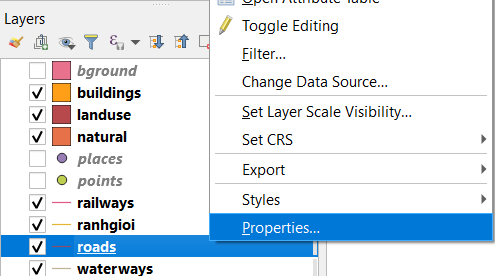 Layers
bground
buildings
landuse
natural
places
points
railways
ranhgioi
roads
waterways
Open Attribute Table
Toggle Editing
Filter...
Change Data Source...
Set Layer Scale Visibility...
Set CRS
Export
Styles
Properties...